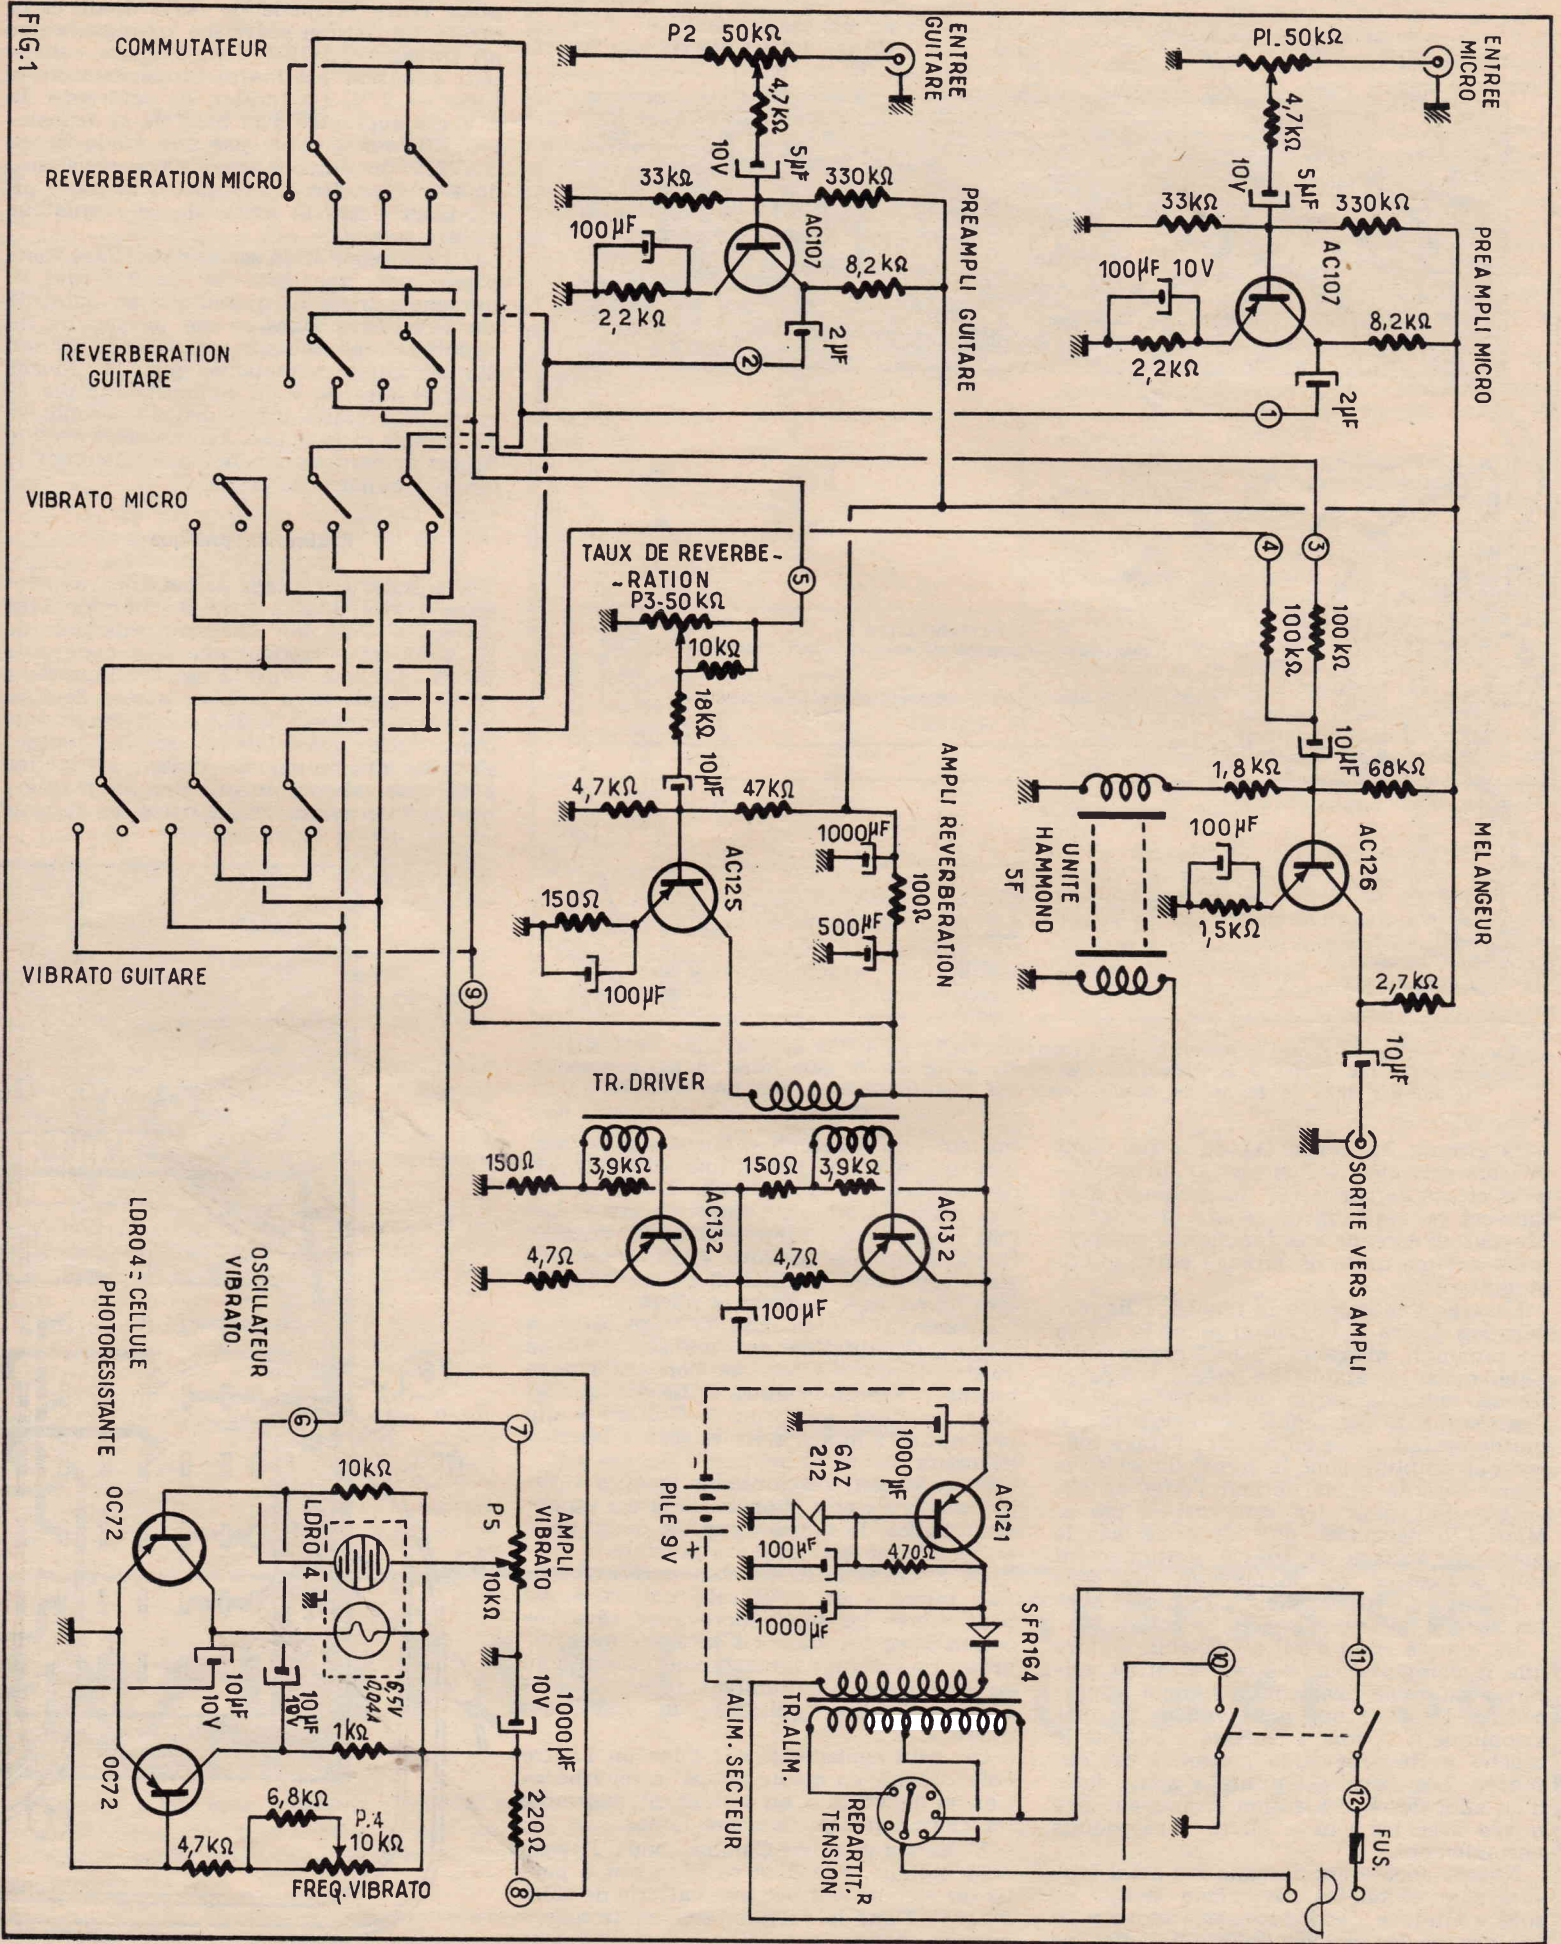 FIG.1
COMMUTATEUR
REVERBERATION MICRO
REVERBERATION
GUITARE
VIBRATO MICRO
VIBRATO GUITARE
P2 50kΩ
ENTREE
GUITARE
4,7kΩ
5µF
10V
33kΩ
330kΩ
100µF
AC107
8,2kΩ
2,2kΩ
2µF
2
PREAMPLI GUITARE
P1_50kΩ
ENTREE
MICRO
4,7kΩ
5µF
10V
33kΩ
330kΩ
AC107
100µF 10V
8,2kΩ
2,2kΩ
2µF
1
PREAMPLI MICRO
4
3
100kΩ
100kΩ
10µF
1,8kΩ
68kΩ
AC126
100µF
1,5kΩ
MELANGEUR
2,7kΩ
10µF
SORTIE VERS AMPLI
UNITE
HAMMOND
5F
TAUX DE REVERBE-
-RATION
P3-50kΩ
5
10kΩ
18kΩ
10µF
4,7kΩ
47kΩ
AC125
150Ω
100µF
1000µF
100Ω
500µF
AMPLI REVERBERATION
9
TR. DRIVER
150Ω
3,9kΩ
150Ω
3,9kΩ
AC132
AC132
4,7Ω
4,7Ω
100µF
LDR04: CELLULE
PHOTORESISTANTE
OSCILLATEUR
VIBRATO
6
7
10kΩ
OC72
LDR04
P5
AMPLI
VIBRATO
10kΩ
6,5V
0,04A
10µF
10V
10µF
10V
10V
1000µF
1kΩ
OC72
6,8kΩ
P.4
10kΩ
4,7kΩ
FREQ.VIBRATO
220Ω
8
PILE 9V
-
+
1000µF
6AZ
212
AC121
100µF
470Ω
1000µF
SFR164
ALIM. SECTEUR
TR.ALIM.
REPARTIT.R
TENSION
10
11
12
FUS.